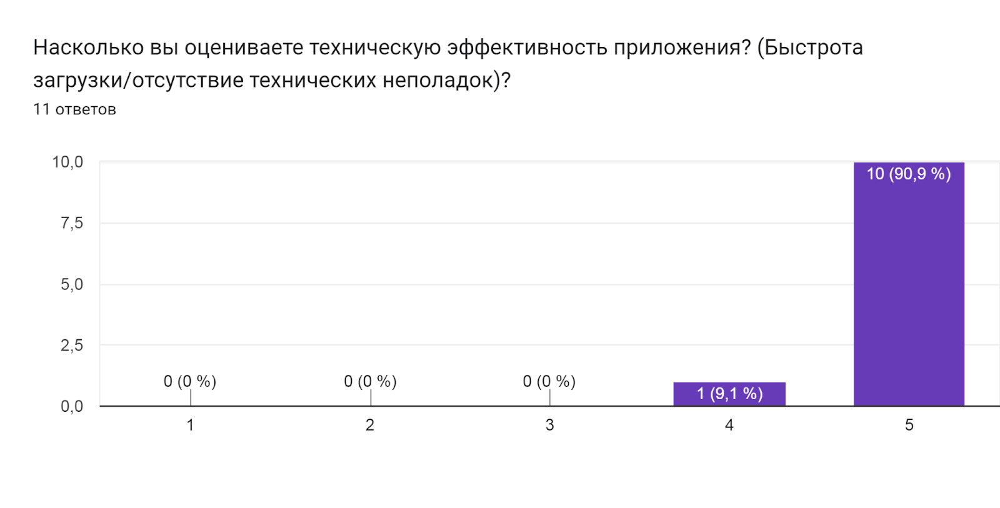 Насколько вы оцениваете техническую эффективность приложения? (Быстрота
загрузки/отсутствие технических неполадок)?
11 ответов
10,0
10 (90,9 %)
7,5
5,0
2,5
0 (0 %)
0 (0 %)
0 (0 %)
1 (9,1 %)
0,0
1
2
3
4
5